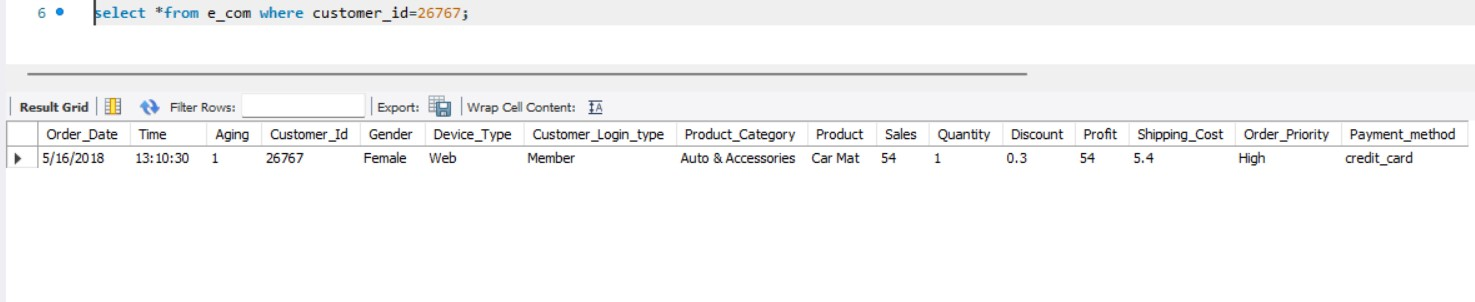 6 select *from e_com where customer_id=26767;
Result Grid Filter Rows: Export: Wrap Cell Content: IA
Order_Date Time Aging Customer_Id Gender Device_Type Customer_Login_type Product_Category Product Sales Quantity Discount Profit Shipping_Cost Order_Priority Payment_method
5/16/2018 13:10:30 1 26767 Female Web Member Auto & Accessories Car Mat 54 1 0.3 54 5.4 High credit_card